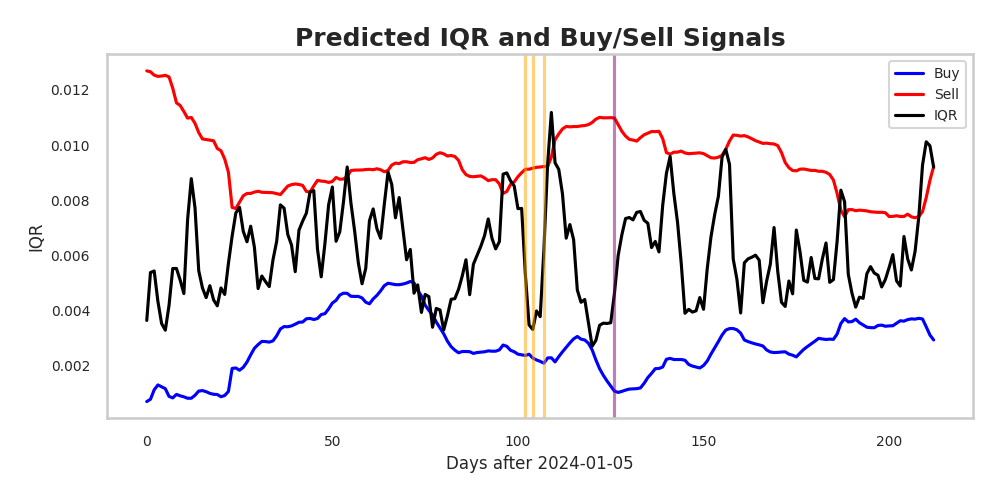 Predicted IQR and Buy/Sell Signals
Buy
Sell
IQR
0.012
0.010
0.008
0.006
0.004
0.002
IQR
0
50
100
150
200
Days after 2024-01-05